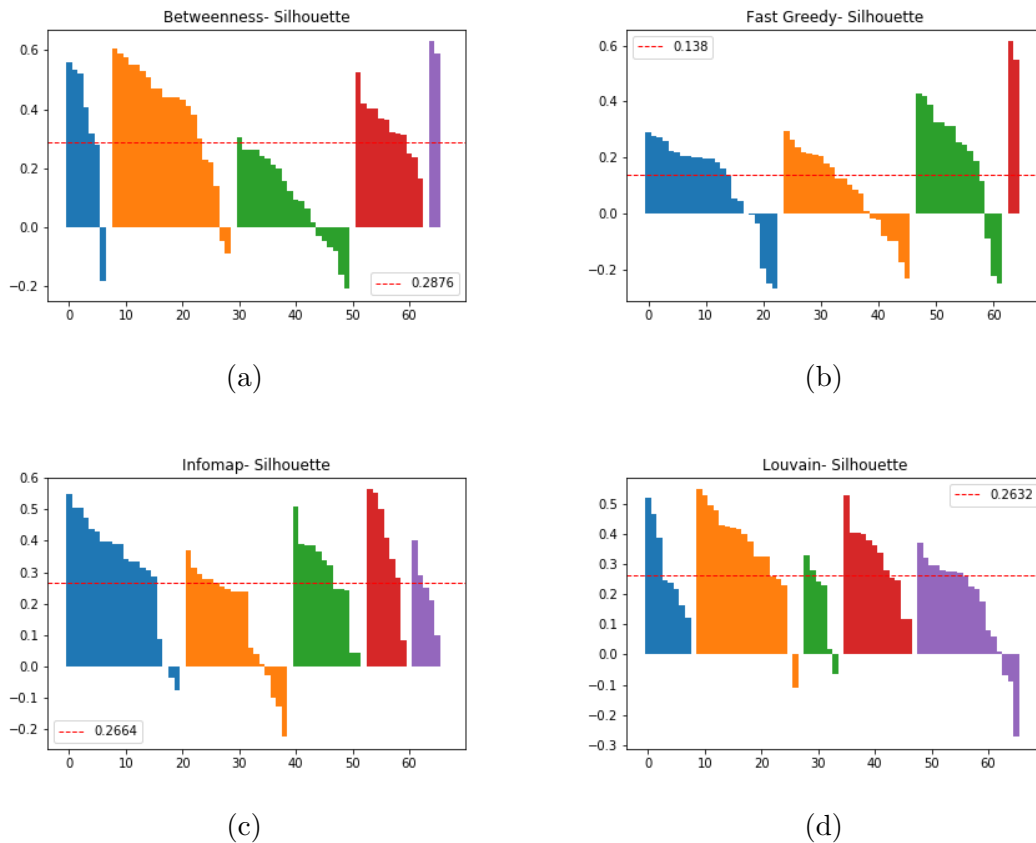 Betweenness- Silhouette
0.6
0.4
0.2
0.0
−0.2
0.2876
0 10 20 30 40 50 60
(a)
Fast Greedy- Silhouette
0.138
0.6
0.4
0.2
0.0
−0.2
0 10 20 30 40 50 60
(b)
Infomap- Silhouette
0.6
0.5
0.4
0.3
0.2
0.1
0.0
−0.1
−0.2
0.2664
0 10 20 30 40 50 60
(c)
Louvain- Silhouette
0.2632
0.5
0.4
0.3
0.2
0.1
0.0
−0.1
−0.2
−0.3
0 10 20 30 40 50 60
(d)